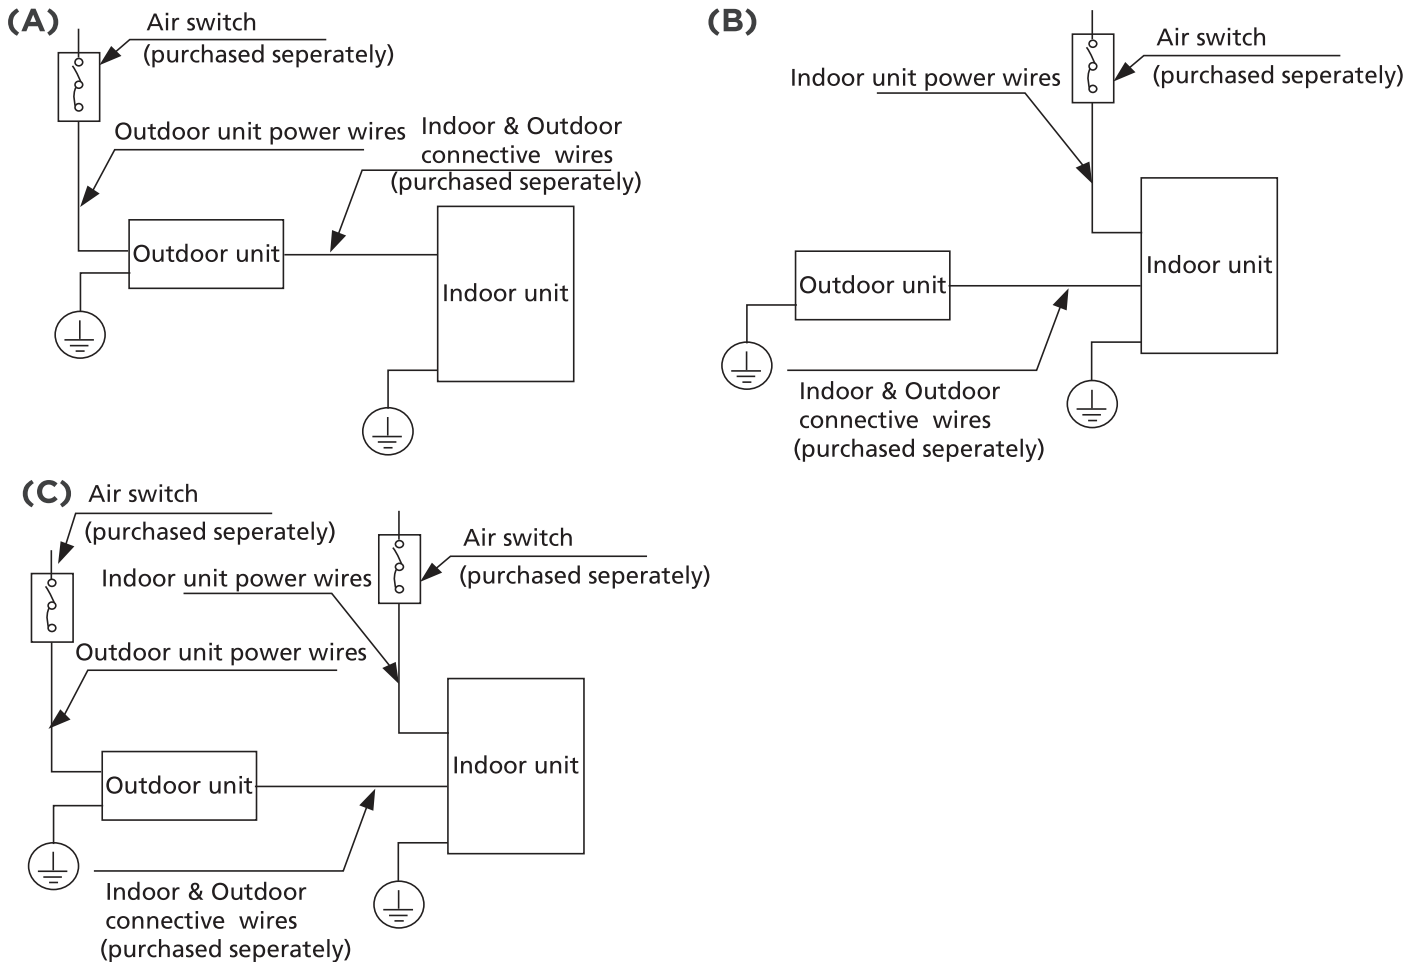 (A)
Air switch
(purchased seperately)
Outdoor unit power wires
Indoor & Outdoor
connective wires
(purchased seperately)
Outdoor unit
Indoor unit
(B)
Air switch
(purchased seperately)
Indoor unit power wires
Outdoor unit
Indoor unit
Indoor & Outdoor
connective wires
(purchased seperately)
(C)
Air switch
(purchased seperately)
Air switch
(purchased seperately)
Indoor unit power wires
Outdoor unit power wires
Outdoor unit
Indoor unit
Indoor & Outdoor
connective wires
(purchased seperately)